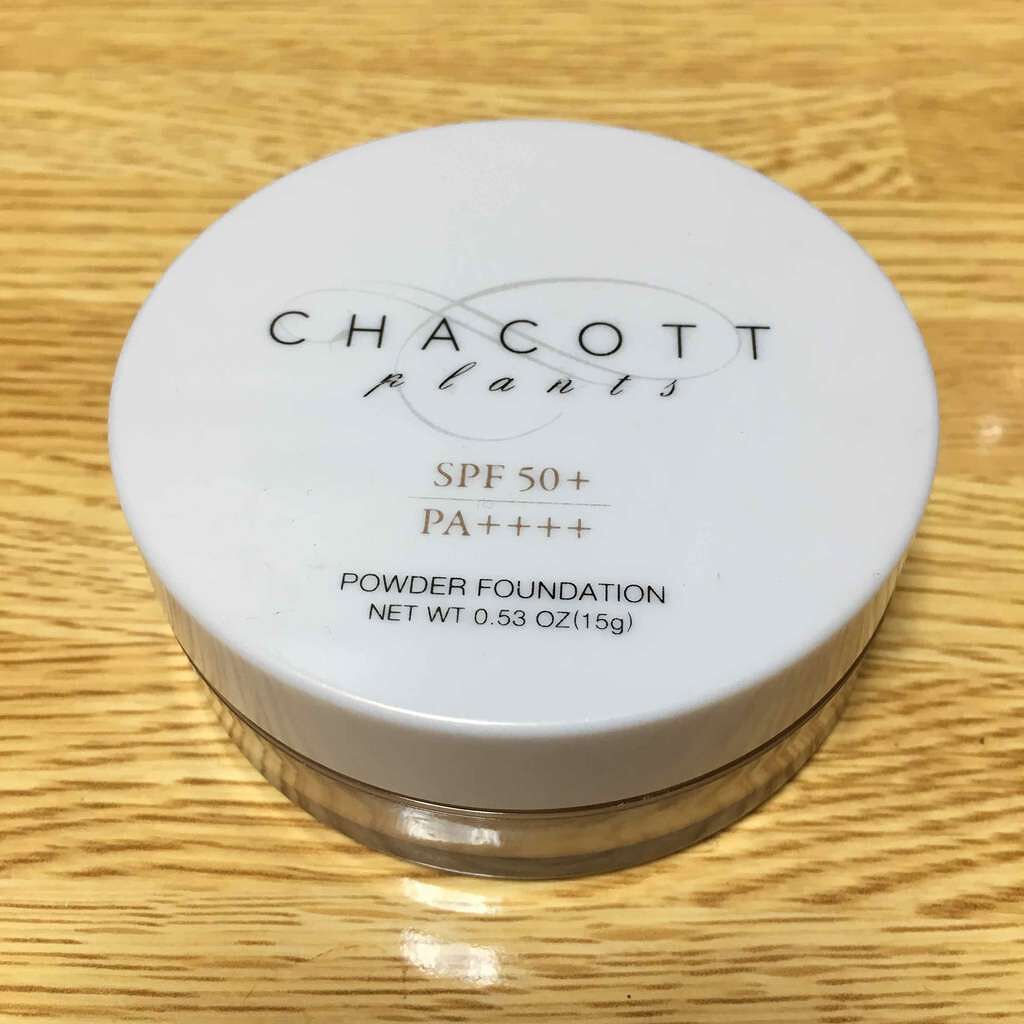 CHACOTT
plants
SPF 50+
PA++++
POWDER FOUNDATION
NET WT 0.53 OZ(15g)